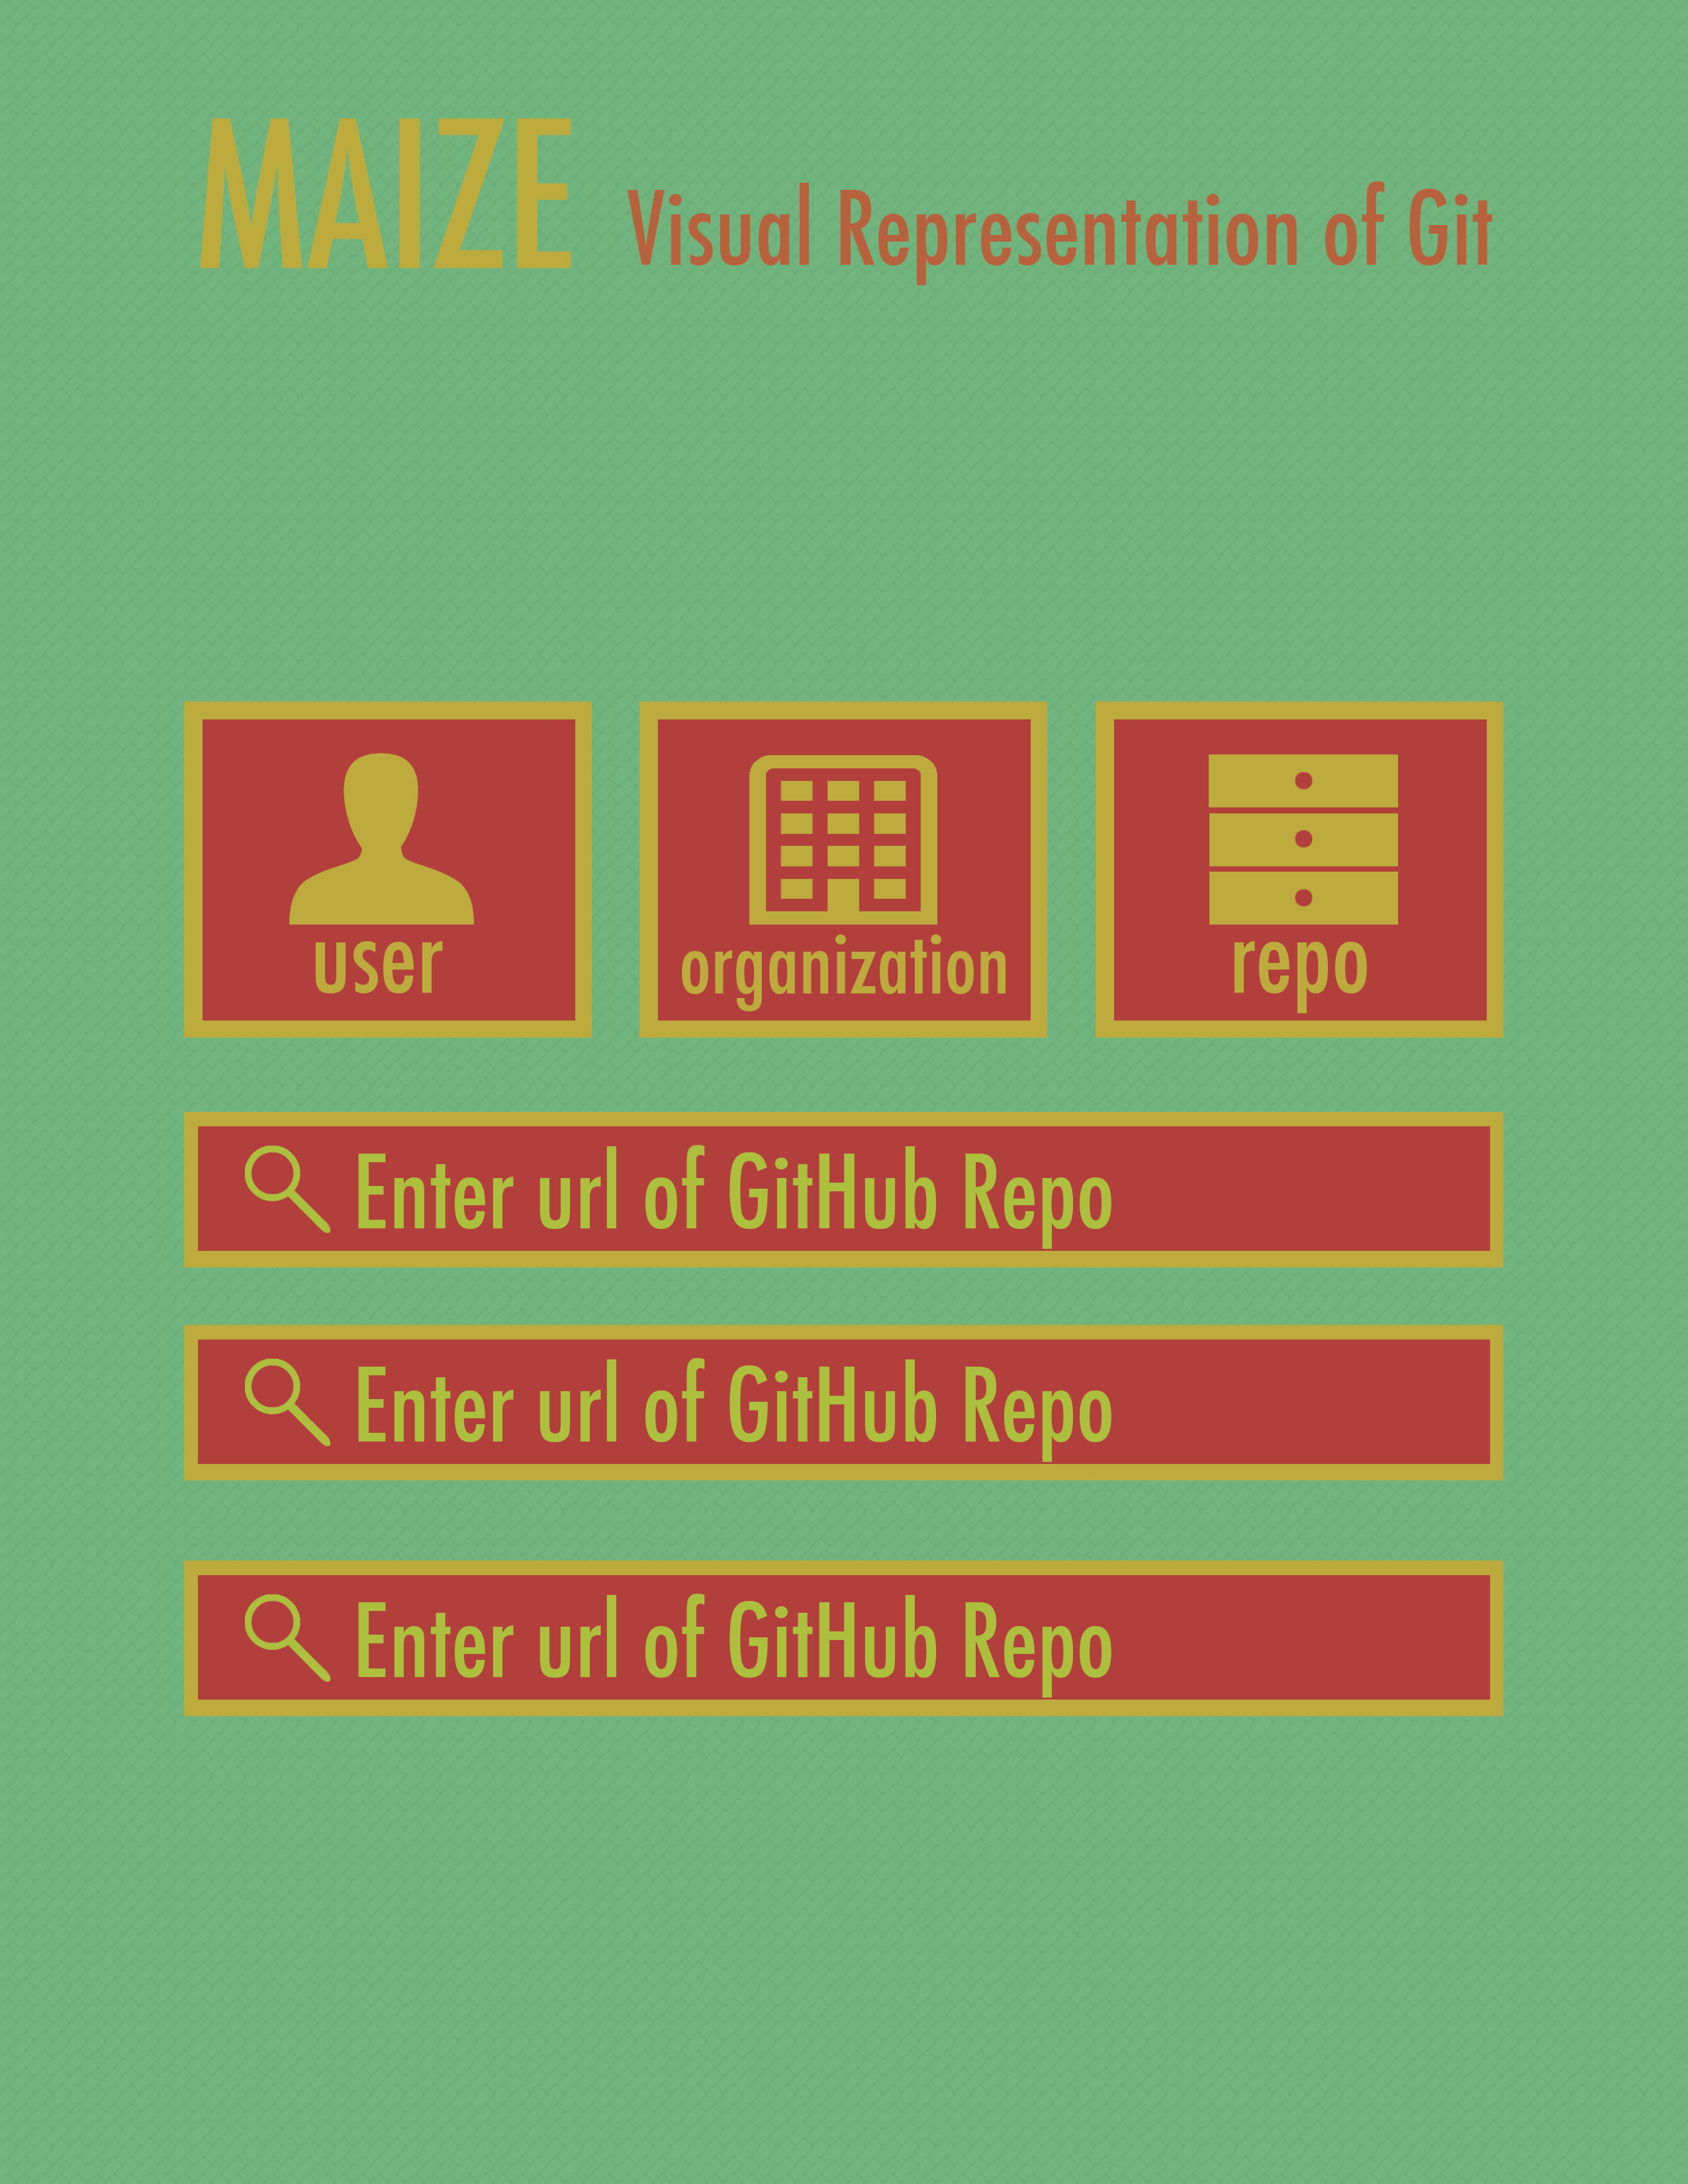 MAIZE Visual Representation of Git
user organization repo
Enter url of GitHub Repo
Enter url of GitHub Repo
Enter url of GitHub Repo